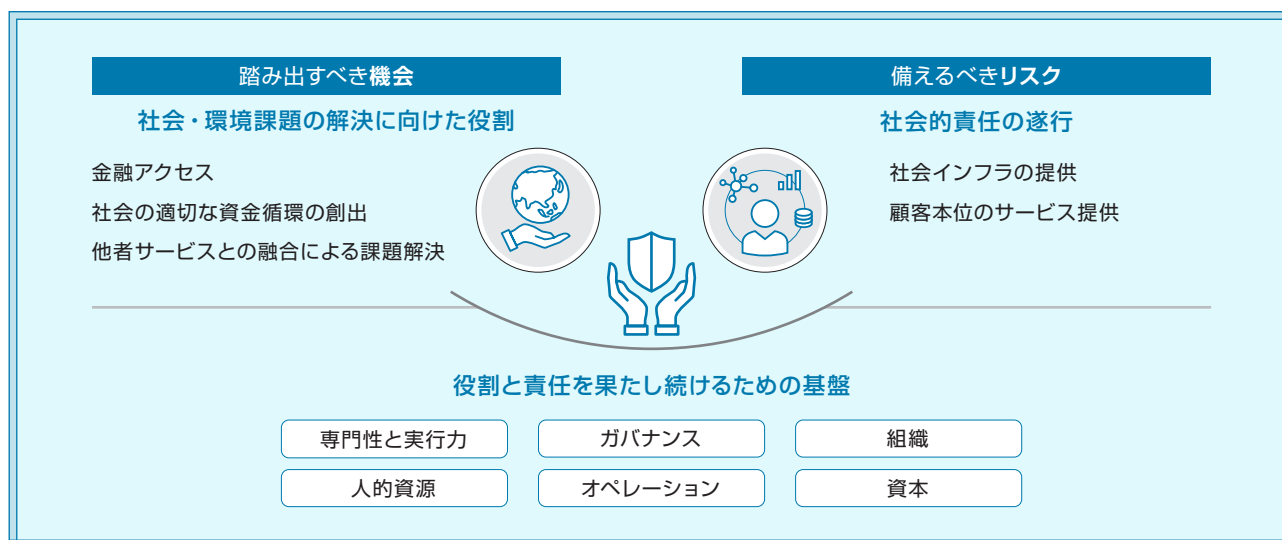 踏み出すべき機会
社会・環境課題の解決に向けた役割
金融アクセス
社会の適切な資金循環の創出
他者サービスとの融合による課題解決
備えるべきリスク
社会的責任の遂行
社会インフラの提供
顧客本位のサービス提供
役割と責任を果たし続けるための基盤
専門性と実行力
ガバナンス
組織
人的資源
オペレーション
資本